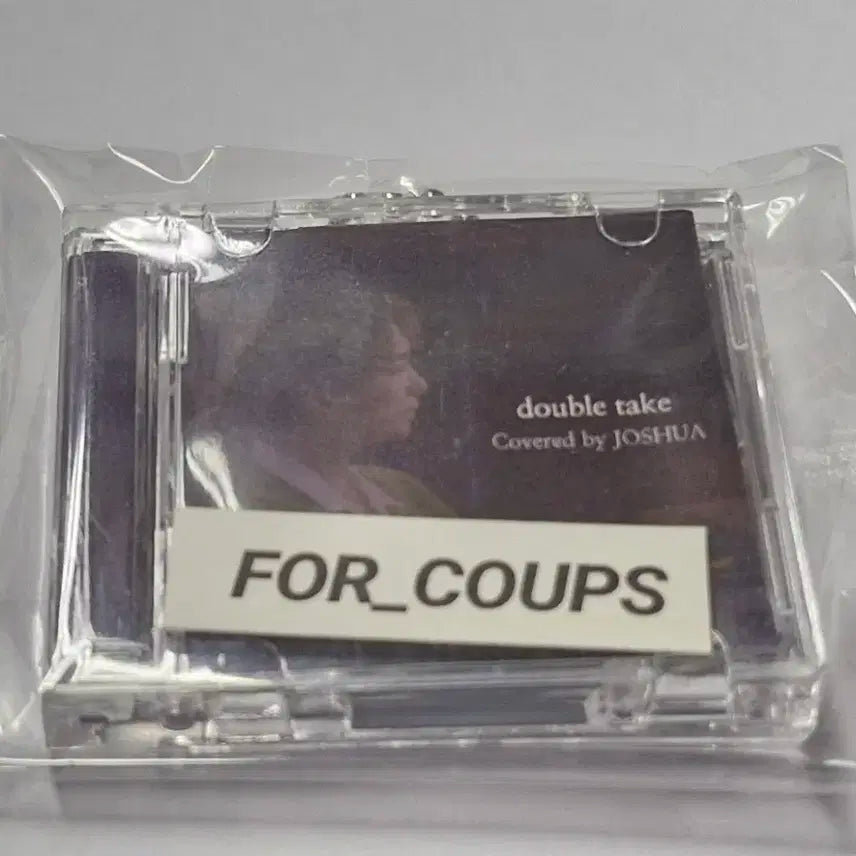 double take
Covered by JOSHUA
FOR_COUPS